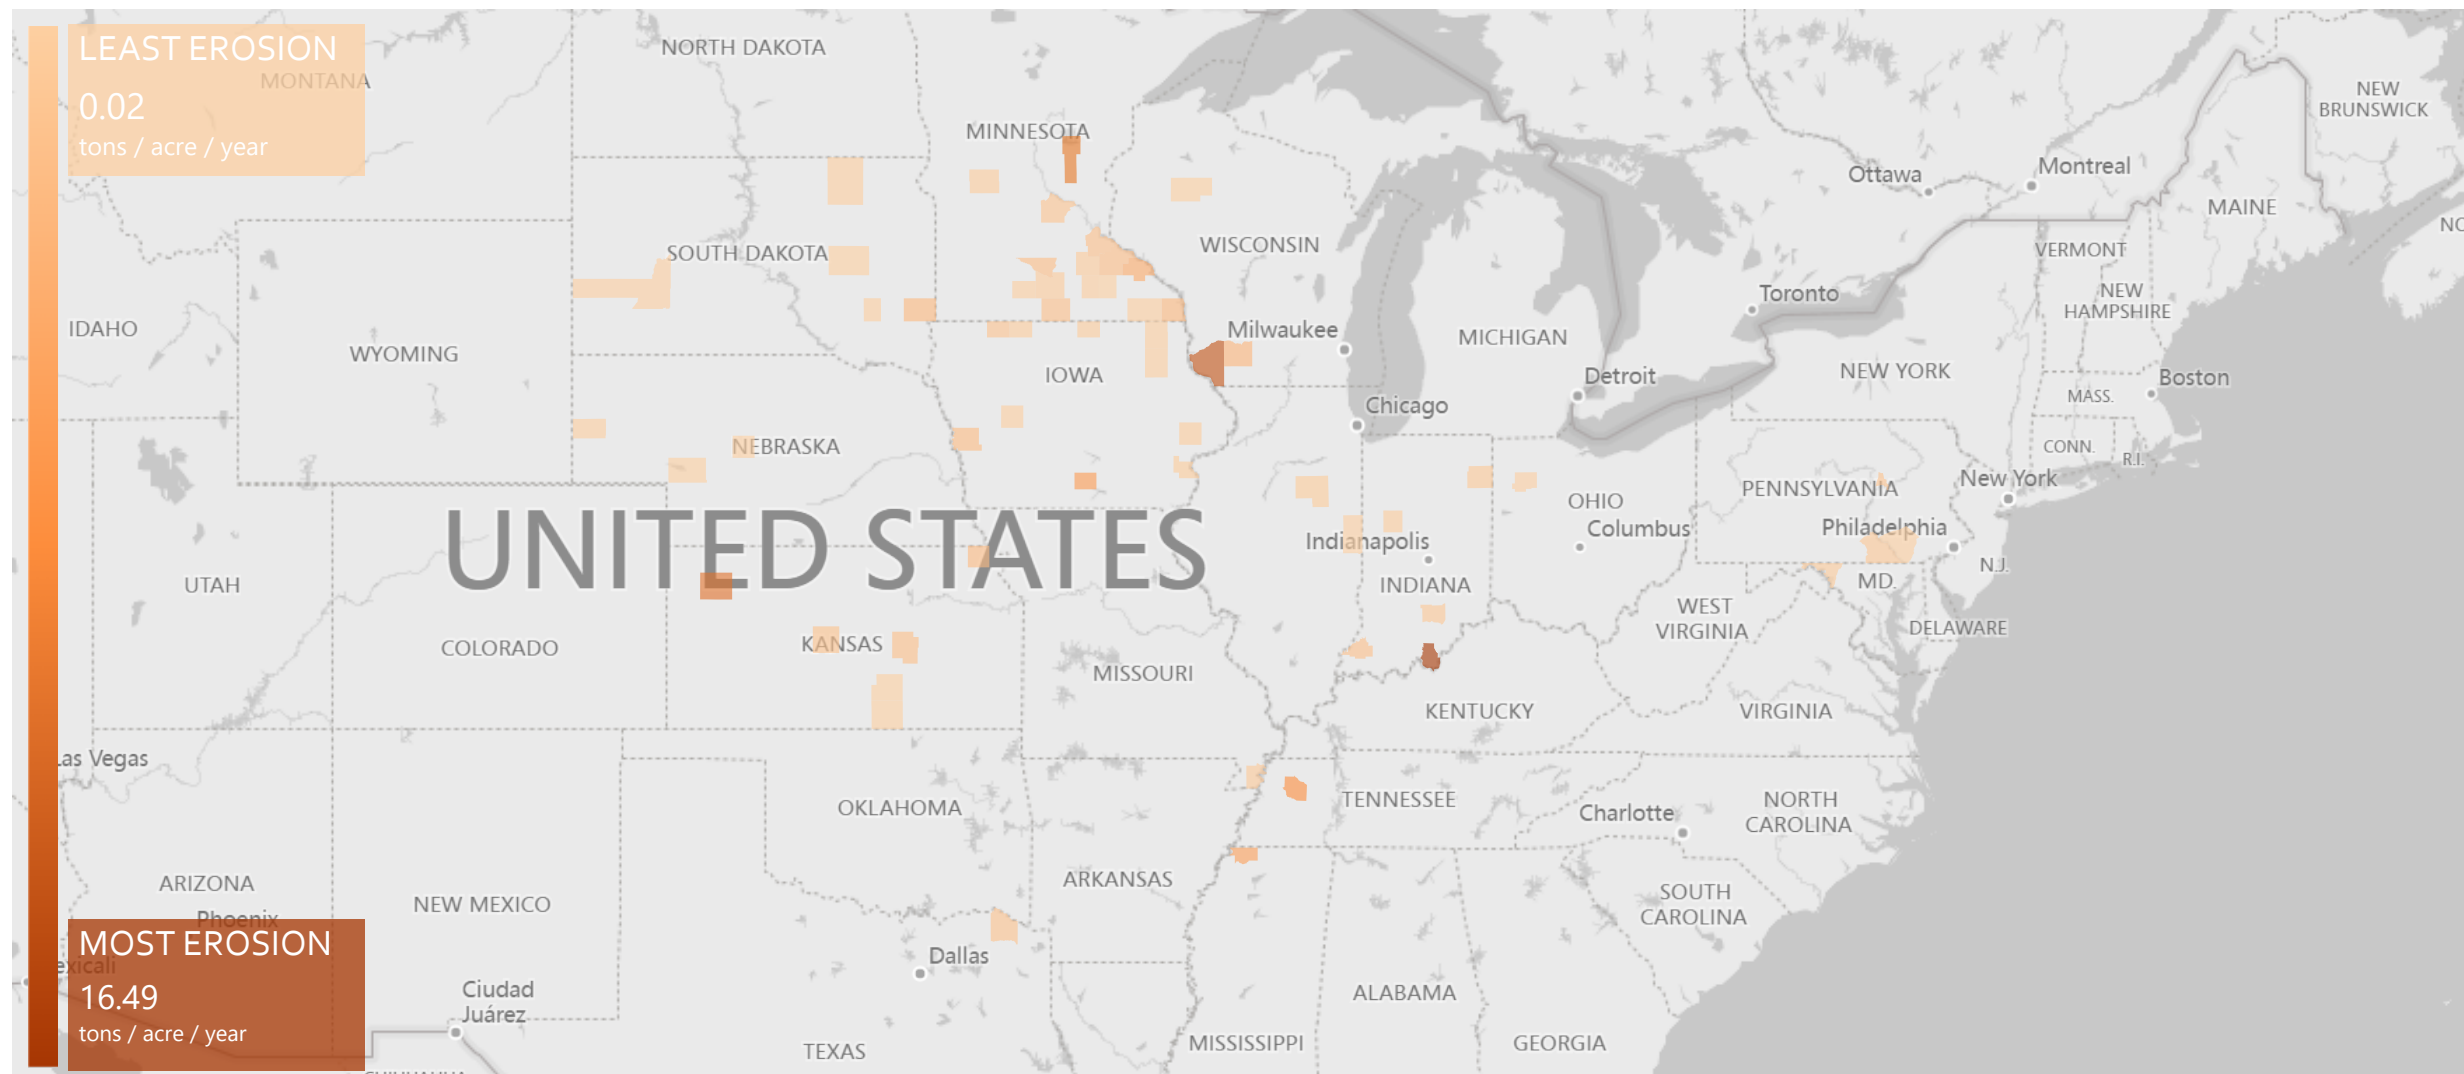 LEAST EROSION
0.02
tons / acre / year
MONTANA
NORTH DAKOTA
MINNESOTA
SOUTH DAKOTA
WISCONSIN
IDAHO
WYOMING
Milwaukee
MICHIGAN
IOWA
Detroit
Chicago
NEBRASKA
Ottawa
Montreal
Toronto
NEW
BRUNSWICK
MAINE
VERMONT
NEW
HAMPSHIRE
NEW YORK
Boston
MASS.
CONN.
R.I.
New York
PENNSYLVANIA
Philadelphia
N.J.
MD.
DELAWARE
OHIO
Columbus
Indianapolis
INDIANA
WEST
VIRGINIA
VIRGINIA
KENTUCKY
UNITED STATES
UTAH
COLORADO
KANSAS
MISSOURI
Las Vegas
OKLAHOMA
TENNESSEE
Charlotte
NORTH
CAROLINA
ARIZONA
Phoenix
NEW MEXICO
ARKANSAS
SOUTH
CAROLINA
Dallas
ALABAMA
MISSISSIPPI
GEORGIA
TEXAS
Ciudad
Juárez
MOST EROSION
16.49
tons / acre / year